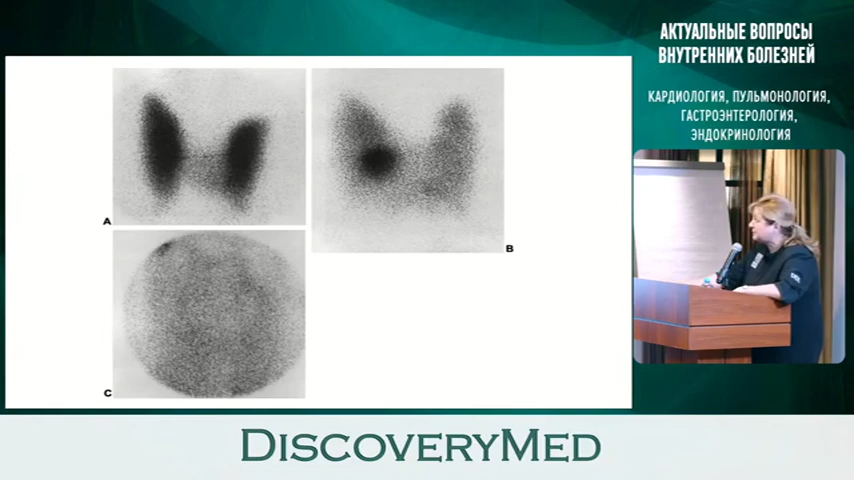 АКТУАЛЬНЫЕ ВОПРОСЫ
ВНУТРЕННИХ БОЛЕЗНЕЙ
КАРДИОЛОГИЯ, ПУЛЬМОНОЛОГИЯ,
ГАСТРОЭНТЕРОЛОГИЯ,
ЭНДОКРИНОЛОГИЯ
A
B
C
DISCOVERYMED